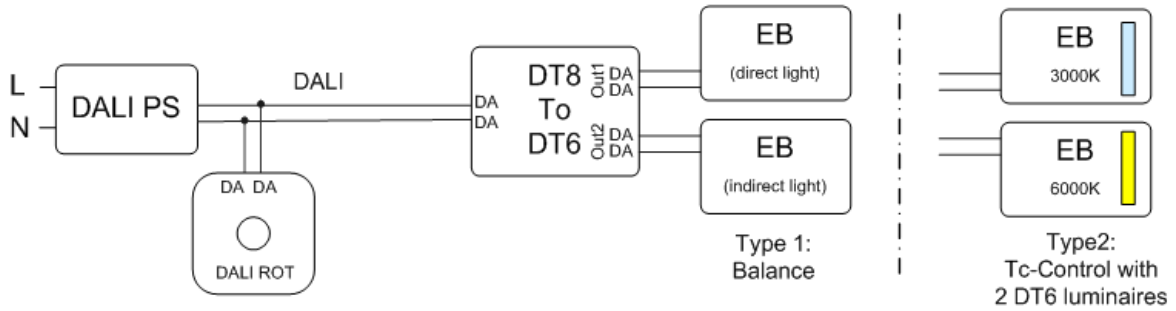 L
N
DALI PS
DALI
DA DA
DALI ROT
DA
DA
DT8
To
DT6
Out1
DA
DA
Out2
DA
DA
EB
(direct light)
EB
(indirect light)
Type 1:
Balance
EB
3000K
EB
6000K
Type2:
Tc-Control with
2 DT6 luminaires